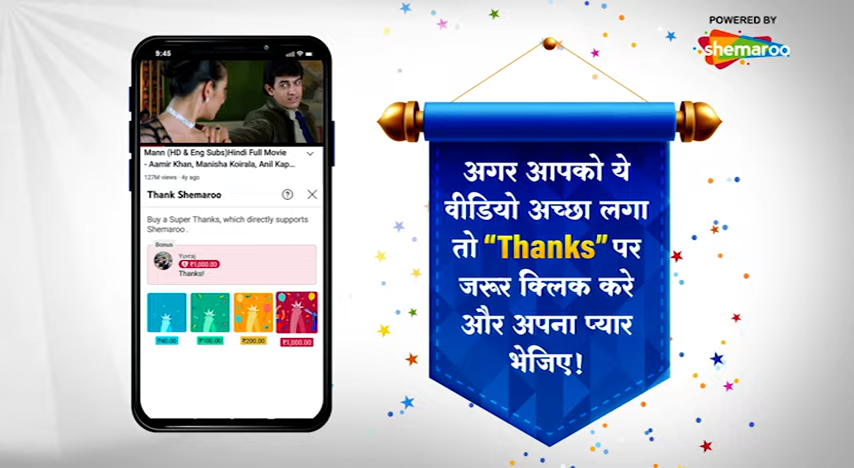 POWERED BY
shemaroo
9:45
Mann (HD & Eng Subs)Hindi Full Movie
- Aamir Khan, Manisha Koirala, Anil Kap...
127M views · 4y ago
Thank Shemaroo
Buy a Super Thanks, which directly supports
Shemaroo .
Bonus
Yuvraj
₹1,000.00
Thanks!
₹40.00 ₹100.00 ₹200.00 ₹1,000.00
अगर आपको ये
वीडियो अच्छा लगा
तो “Thanks” पर
जरूर क्लिक करे
और अपना प्यार
भेजिए!